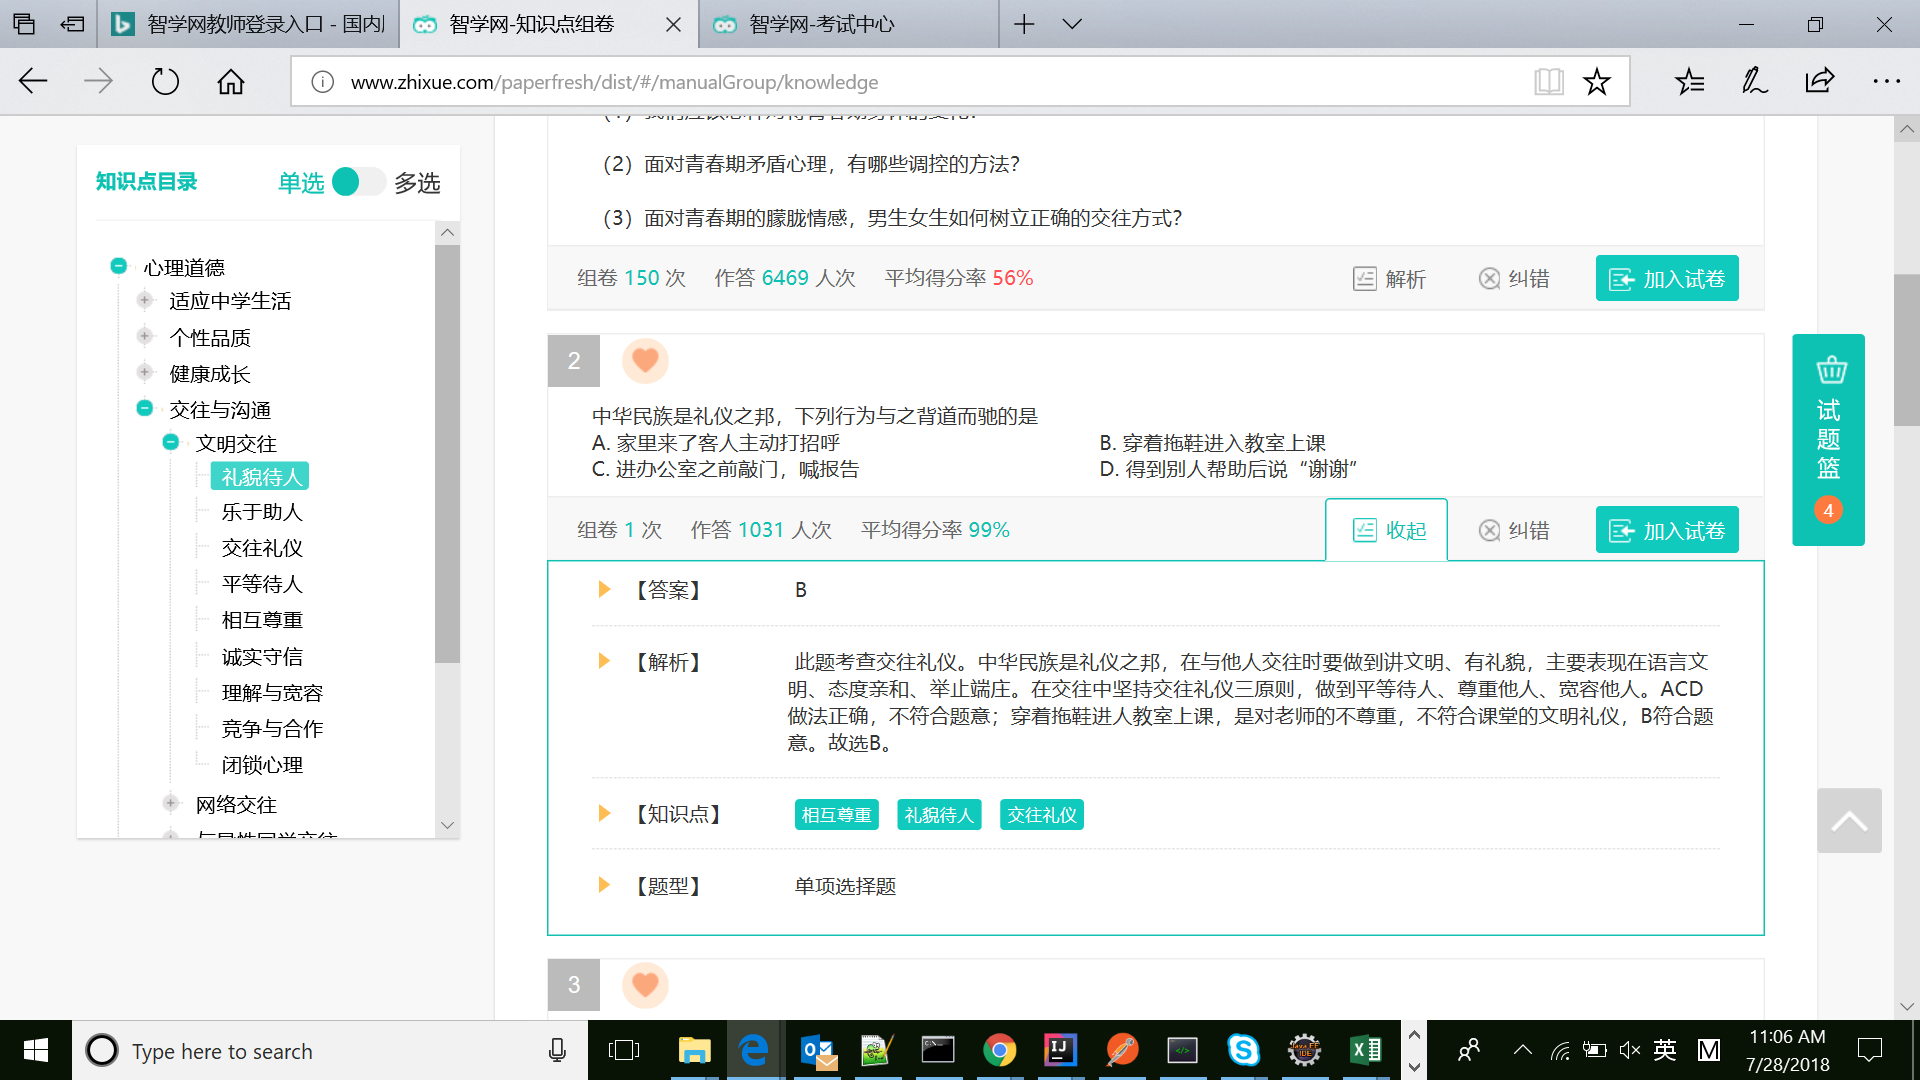 智学网教师登录入口 - 国内
智学网-知识点组卷
智学网-考试中心
www.zhixue.com/paperfresh/dist/#/manualGroup/knowledge
知识点目录
单选
多选
心理道德
适应中学生活
个性品质
健康成长
交往与沟通
文明交往
礼貌待人
乐于助人
交往礼仪
平等待人
相互尊重
诚实守信
理解与宽容
竞争与合作
闭锁心理
网络交往
与异性同学交往
(2) 面对青春期矛盾心理，有哪些调控的方法？
(3) 面对青春期的朦胧情感，男生女生如何树立正确的交往方式？
组卷 150 次 作答 6469 人次 平均得分率 56%
解析
纠错
加入试卷
2
中华民族是礼仪之邦，下列行为与之背道而驰的是
A. 家里来了客人主动打招呼 B. 穿着拖鞋进入教室上课
C. 进办公室之前敲门，喊报告 D. 得到别人帮助后说“谢谢”
组卷 1 次 作答 1031 人次 平均得分率 99%
收起
纠错
加入试卷
【答案】 B
【解析】 此题考查交往礼仪。中华民族是礼仪之邦，在与他人交往时要做到讲文明、有礼貌，主要表现在语言文
明、态度亲和、举止端庄。在交往中坚持交往礼仪三原则，做到平等待人、尊重他人、宽容他人。ACD
做法正确，不符合题意；穿着拖鞋进人教室上课，是对老师的不尊重，不符合课堂的文明礼仪，B符合题
意。故选B。
【知识点】 相互尊重 礼貌待人 交往礼仪
【题型】 单项选择题
3
试
题
篮
4
Type here to search
英
M
11:06 AM
7/28/2018